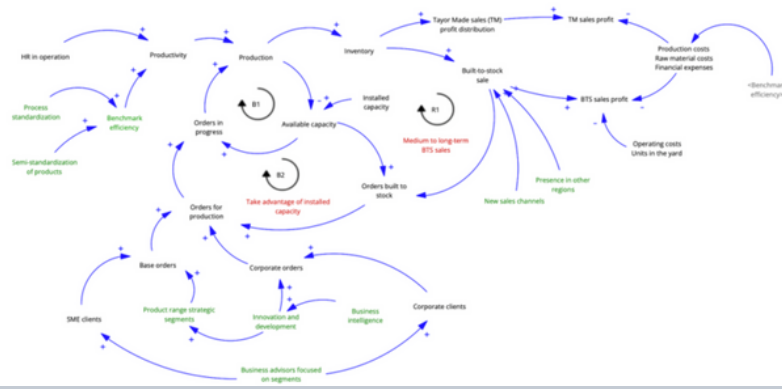 Tayor Made sales (TM)
profit distribution
TM sales profit
HR in operation
Productivity
Production
Inventory
Production costs
Raw material costs
Financial expenses
Built-to-stock
sale
<Benchmar
efficiency>
Process
standardization
Benchmark
efficiency
B1
Installed
capacity
R1
BTS sales profit
Orders in
progress
Available capacity
Medium to long-term
BTS sales
Operating costs
Units in the yard
Semi-standardization
of products
B2
Orders built to
stock
Presence in other
regions
New sales channels
Take advantage of installed
capacity
Orders for
production
Base orders
Corporate orders
SME clients
Product range strategic
segments
Innovation and
development
Business
intelligence
Corporate clients
Business advisors focused
on segments